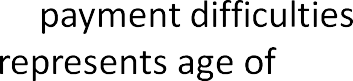 payment difficulties
represents age of